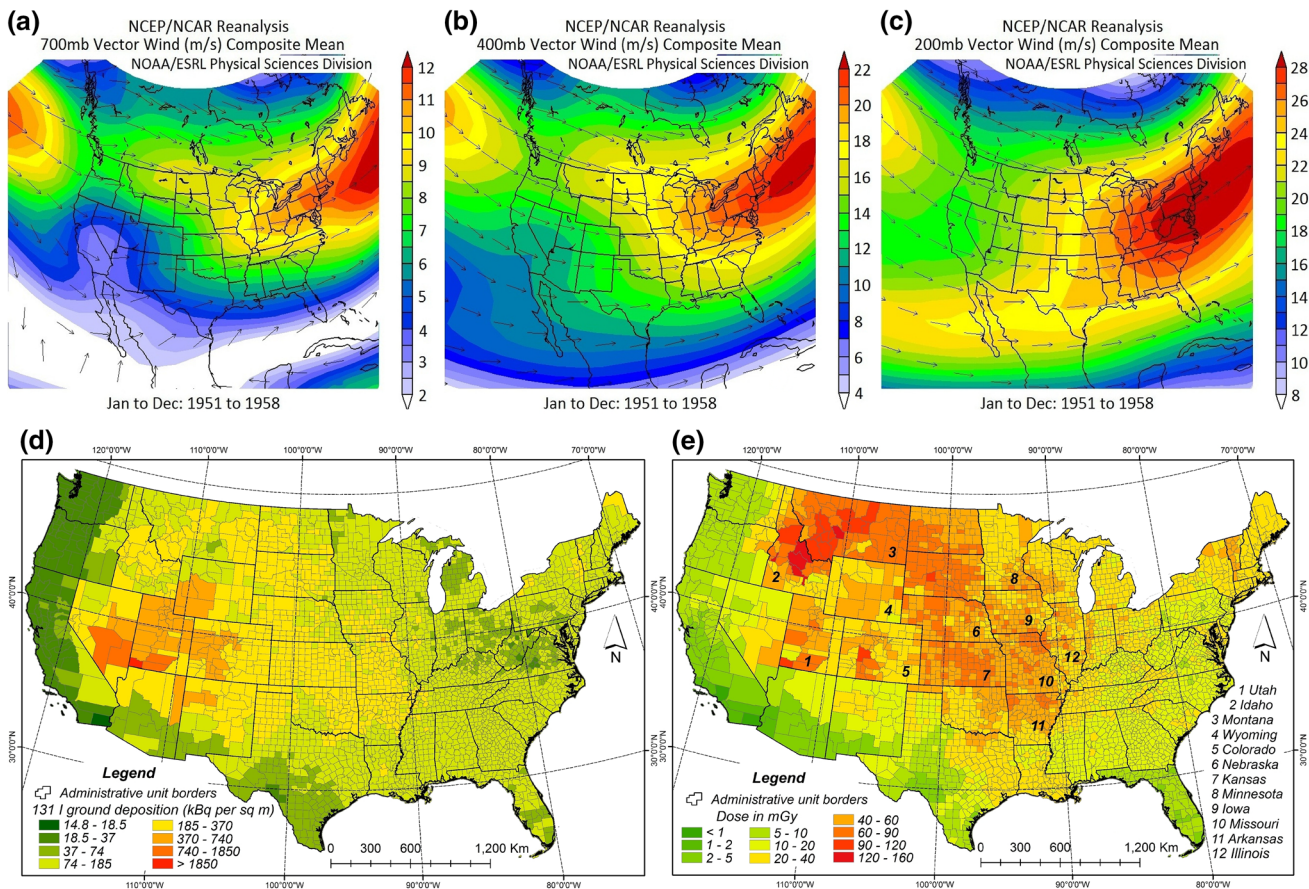 (a)
NCEP/NCAR Reanalysis
700mb Vector Wind (m/s) Composite Mean
NOAA/ESRL Physical Sciences Division
12
11
10
9
8
7
6
5
4
3
2
Jan to Dec: 1951 to 1958
(b)
NCEP/NCAR Reanalysis
400mb Vector Wind (m/s) Composite Mean
NOAA/ESRL Physical Sciences Division
22
20
18
16
14
12
10
8
6
4
Jan to Dec: 1951 to 1958
(c)
NCEP/NCAR Reanalysis
200mb Vector Wind (m/s) Composite Mean
NOAA/ESRL Physical Sciences Division
28
26
24
22
20
18
16
14
12
10
8
Jan to Dec: 1951 to 1958
(d)
120°0'0"W 110°0'0"W 100°0'0"W 90°0'0"W 80°0'0"W 70°0'0"W
40°0'0"N
30°0'0"N
40°0'0"N
30°0'0"N
N
Legend
Administrative unit borders
131 I ground deposition (kBq per sq m)
14.8 - 18.5
18.5 - 37
37 - 74
74 - 185
185 - 370
370 - 740
740 - 1850
> 1850
0 300 600 1,200 Km
110°0'0"W 100°0'0"W 90°0'0"W 80°0'0"W
(e)
120°0'0"W 110°0'0"W 100°0'0"W 90°0'0"W 80°0'0"W 70°0'0"W
40°0'0"N
30°0'0"N
40°0'0"N
30°0'0"N
N
3
2
8
4
9
6
12
1
5
7
10
11
1 Utah
2 Idaho
3 Montana
4 Wyoming
5 Colorado
6 Nebraska
7 Kansas
8 Minnesota
9 Iowa
10 Missouri
11 Arkansas
12 Illinois
Legend
Administrative unit borders
Dose in mGy
< 1
1 - 2
2 - 5
5 - 10
10 - 20
20 - 40
40 - 60
60 - 90
90 - 120
120 - 160
0 300 600 1,200 Km
110°0'0"W 100°0'0"W 90°0'0"W 80°0'0"W